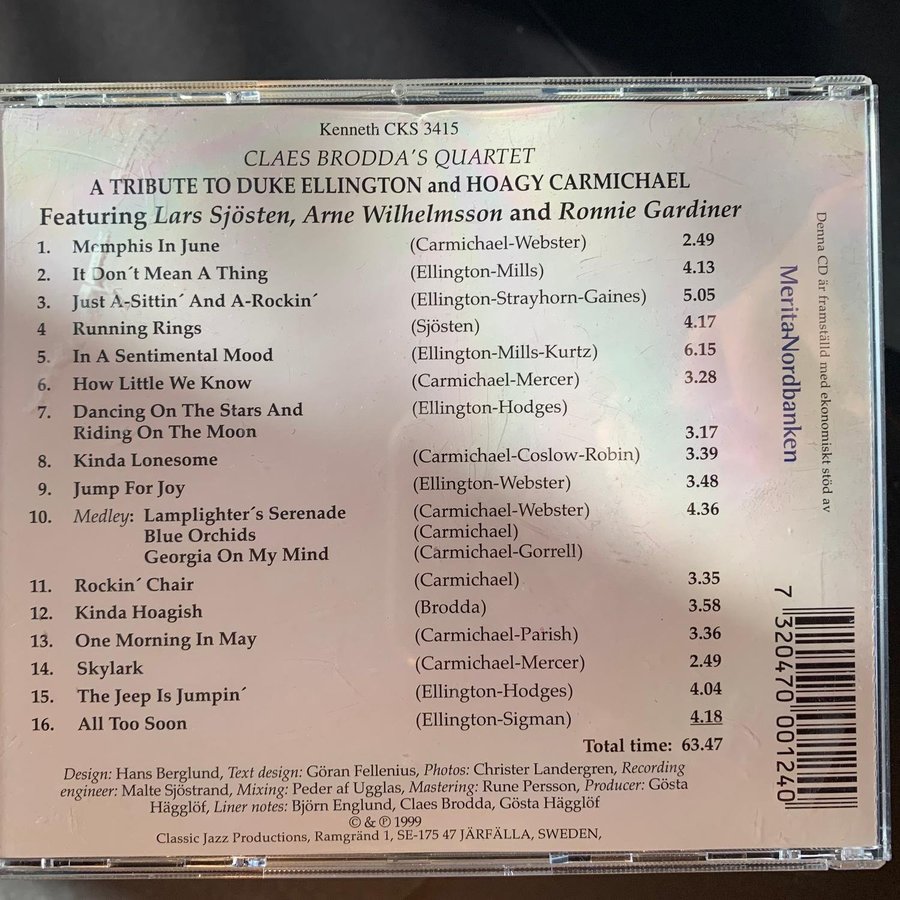 Kenneth CKS 3415
CLAES BRODDA'S QUARTET
A TRIBUTE TO DUKE ELLINGTON and HOAGY CARMICHAEL
Featuring Lars Sjösten, Arne Wilhelmsson and Ronnie Gardiner
1. Memphis In June (Carmichael-Webster) 2.49
2. It Don´t Mean A Thing (Ellington-Mills) 4.13
3. Just A-Sittin´ And A-Rockin´ (Ellington-Strayhorn-Gaines) 5.05
4 Running Rings (Sjösten) 4.17
5. In A Sentimental Mood (Ellington-Mills-Kurtz) 6.15
6. How Little We Know (Carmichael-Mercer) 3.28
7. Dancing On The Stars And (Ellington-Hodges)
Riding On The Moon 3.17
8. Kinda Lonesome (Carmichael-Coslow-Robin) 3.39
9. Jump For Joy (Ellington-Webster) 3.48
10. Medley: Lamplighter´s Serenade (Carmichael-Webster) 4.36
Blue Orchids (Carmichael)
Georgia On My Mind (Carmichael-Gorrell)
11. Rockin´ Chair (Carmichael) 3.35
12. Kinda Hoagish (Brodda) 3.58
13. One Morning In May (Carmichael-Parish) 3.36
14. Skylark (Carmichael-Mercer) 2.49
15. The Jeep Is Jumpin´ (Ellington-Hodges) 4.04
16. All Too Soon (Ellington-Sigman) 4.18
Total time: 63.47
Design: Hans Berglund, Text design: Göran Fellenius, Photos: Christer Landergren, Recording
engineer: Malte Sjöstrand, Mixing: Peder af Ugglas, Mastering: Rune Persson, Producer: Gösta
Hägglöf, Liner notes: Björn Englund, Claes Brodda, Gösta Hägglöf
© & ℗ 1999
Classic Jazz Productions, Ramgränd 1, SE-175 47 JÄRFÄLLA, SWEDEN,
Denna CD är framställd med ekonomiskt stöd av
Merita-Nordbanken
7 320470 001240